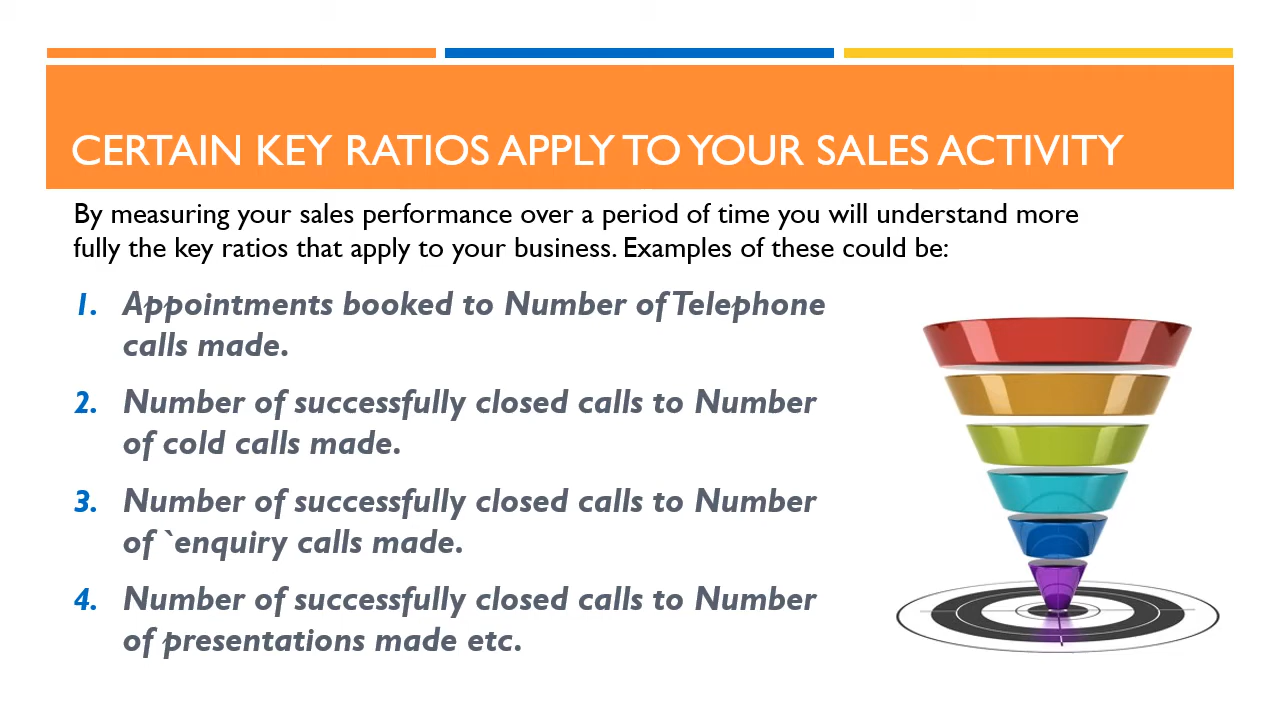 CERTAIN KEY RATIOS APPLY TO YOUR SALES ACTIVITY
By measuring your sales performance over a period of time you will understand more
fully the key ratios that apply to your business. Examples of these could be:
1. Appointments booked to Number of Telephone
calls made.
2. Number of successfully closed calls to Number
of cold calls made.
3. Number of successfully closed calls to Number
of `enquiry calls made.
4. Number of successfully closed calls to Number
of presentations made etc.